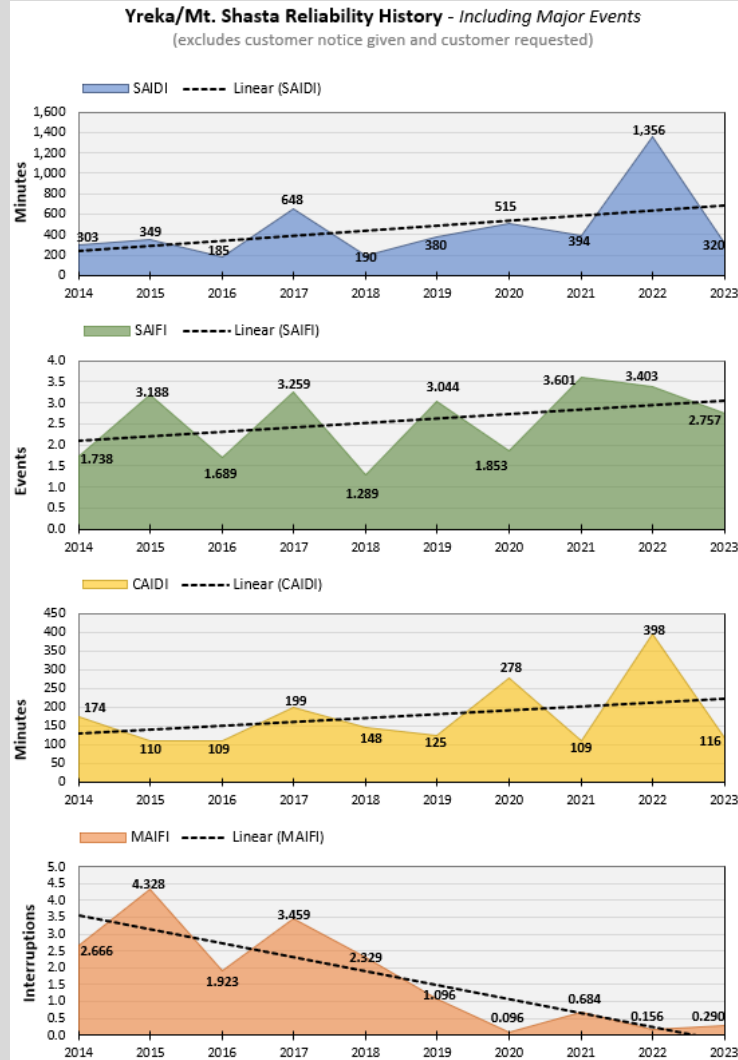 Yreka/Mt. Shasta Reliability History - Including Major Events
(excludes customer notice given and customer requested)
SAIDI Linear (SAIDI)
Minutes
1,600
1,400
1,200
1,000
800
600
400
200
0
303 349 185 648 190 380 515 394 1,356 320
2014 2015 2016 2017 2018 2019 2020 2021 2022 2023
SAIFI Linear (SAIFI)
Events
4.0
3.5
3.0
2.5
2.0
1.5
1.0
0.5
0.0
1.738 3.188 1.689 3.259 1.289 3.044 1.853 3.601 3.403 2.757
2014 2015 2016 2017 2018 2019 2020 2021 2022 2023
CAIDI Linear (CAIDI)
Minutes
450
400
350
300
250
200
150
100
50
0
174 110 109 199 148 125 278 109 398 116
2014 2015 2016 2017 2018 2019 2020 2021 2022 2023
MAIFI Linear (MAIFI)
Interruptions
5.0
4.5
4.0
3.5
3.0
2.5
2.0
1.5
1.0
0.5
0.0
2.666 4.328 1.923 3.459 2.329 1.096 0.096 0.684 0.156 0.290
2014 2015 2016 2017 2018 2019 2020 2021 2022 2023